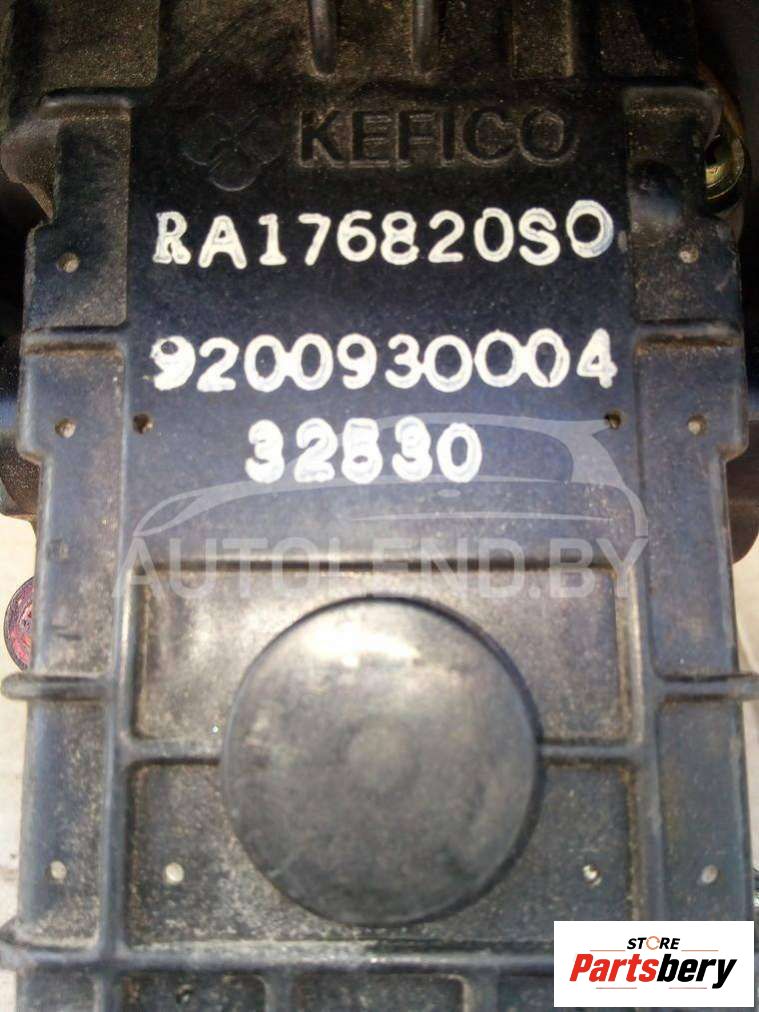 KEFICO
RA176820S0
9200930004
32530
AUTOLEND.BY
STORE
Partsbery